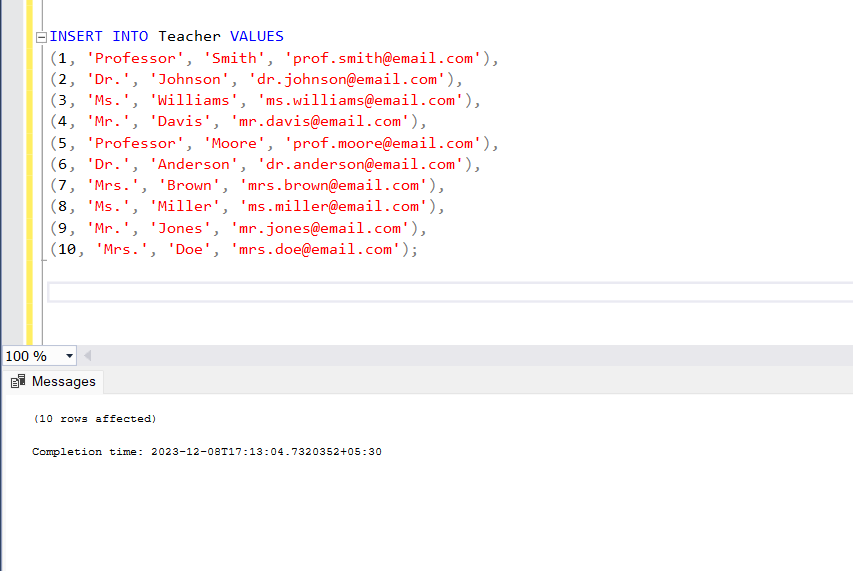 INSERT INTO Teacher VALUES
(1, 'Professor', 'Smith', 'prof.smith@email.com'),
(2, 'Dr.', 'Johnson', 'dr.johnson@email.com'),
(3, 'Ms.', 'Williams', 'ms.williams@email.com'),
(4, 'Mr.', 'Davis', 'mr.davis@email.com'),
(5, 'Professor', 'Moore', 'prof.moore@email.com'),
(6, 'Dr.', 'Anderson', 'dr.anderson@email.com'),
(7, 'Mrs.', 'Brown', 'mrs.brown@email.com'),
(8, 'Ms.', 'Miller', 'ms.miller@email.com'),
(9, 'Mr.', 'Jones', 'mr.jones@email.com'),
(10, 'Mrs.', 'Doe', 'mrs.doe@email.com');
100 %
Messages
(10 rows affected)
Completion time: 2023-12-08T17:13:04.7320352+05:30